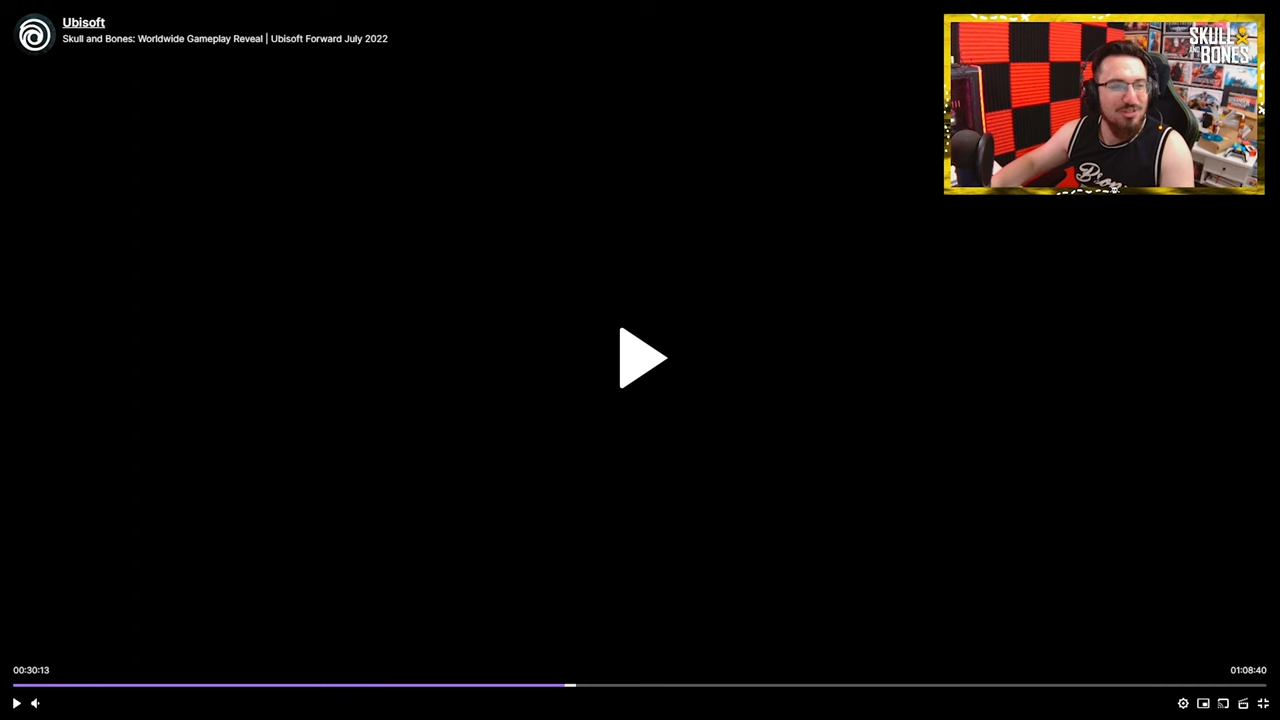 Ubisoft
Skull and Bones: Worldwide Gameplay Reveal | Ubisoft Forward July 2022
SKULL
AND BONES
00:30:13
01:08:40